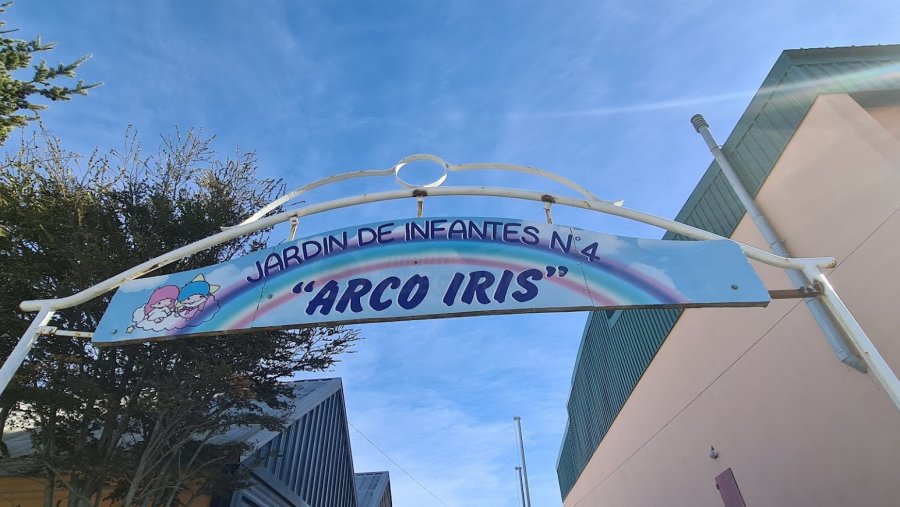 JARDIN DE INFANTES N° 4
"ARCO IRIS"